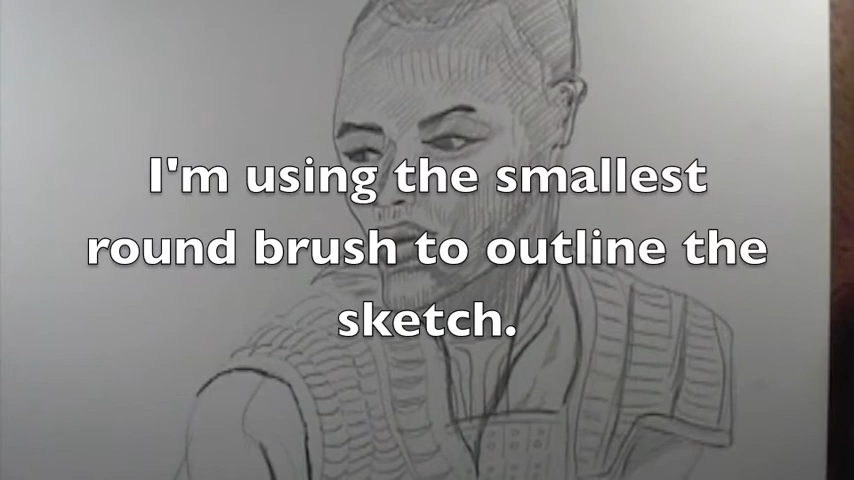 I'm using the smallest
round brush to outline the
sketch.